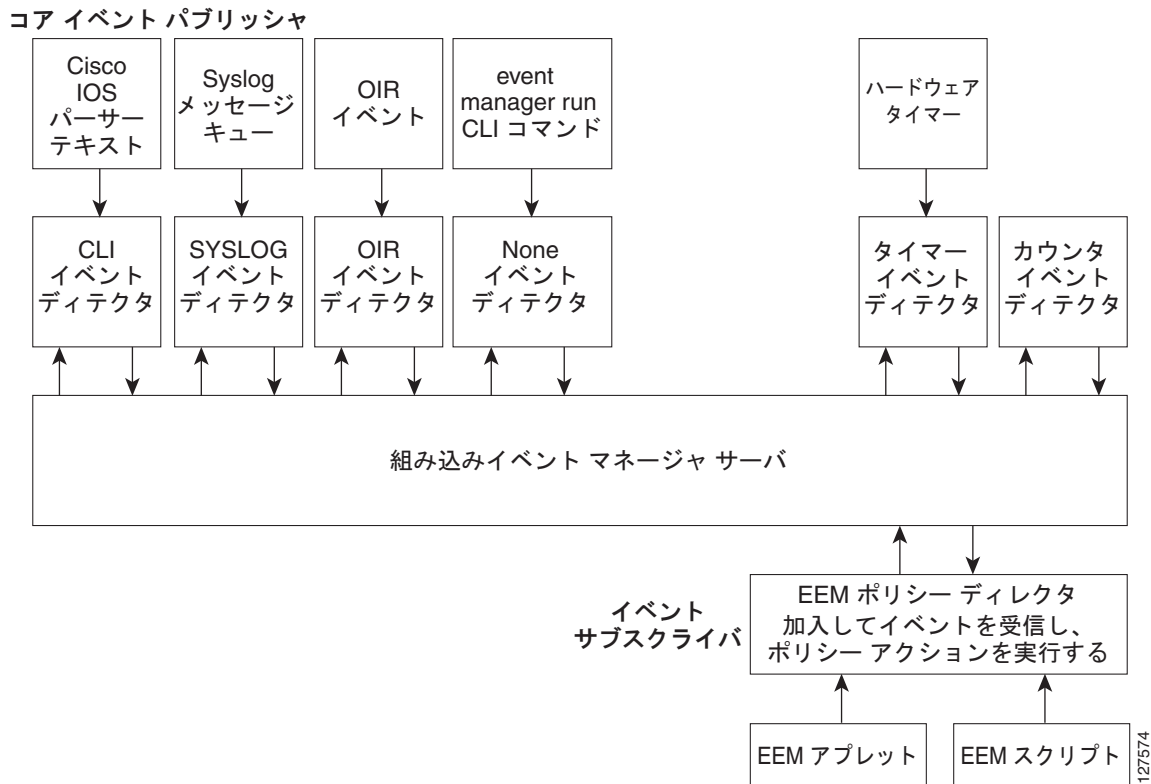 コア イベント パブリッシャ
Cisco
IOS
パーサー
テキスト
Syslog
メッセージ
キュー
OIR
イベント
event
manager run
CLI コマンド
ハードウェア
タイマー
CLI
イベント
ディテクタ
SYSLOG
イベント
ディテクタ
OIR
イベント
ディテクタ
None
イベント
ディテクタ
タイマー
イベント
ディテクタ
カウンタ
イベント
ディテクタ
組み込みイベント マネージャ サーバ
イベント
サブスクライバ
EEM ポリシー ディレクタ
加入してイベントを受信し、
ポリシー アクションを実行する
EEM アプレット
EEM スクリプト
127574